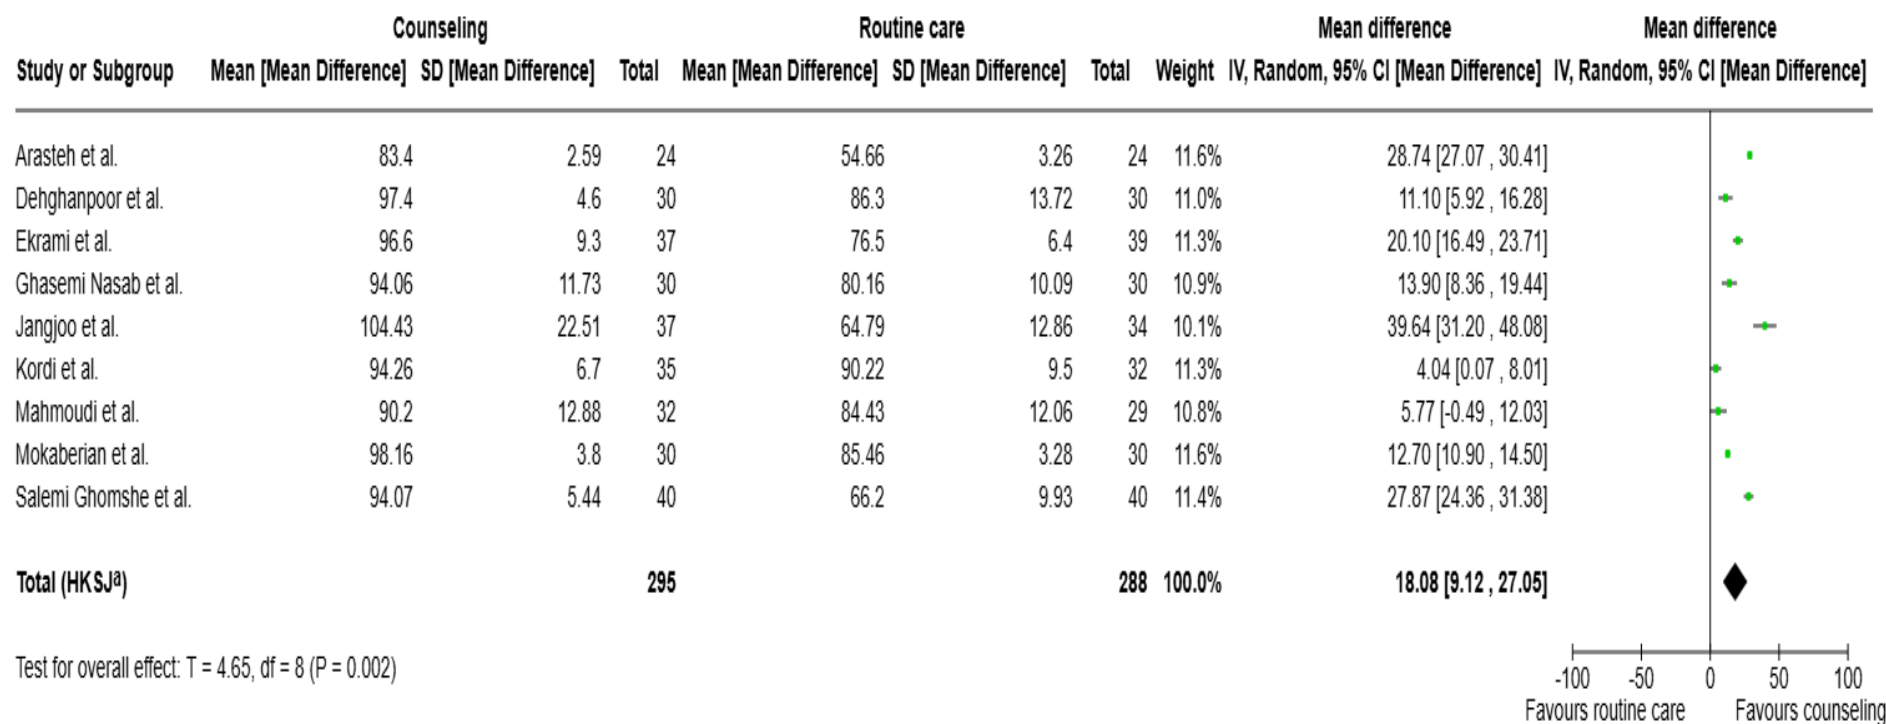 Counseling Routine care Mean difference Mean difference
Study or Subgroup Mean [Mean Difference] SD [Mean Difference] Total Mean [Mean Difference] SD [Mean Difference] Total Weight IV, Random, 95% CI [Mean Difference] IV, Random, 95% CI [Mean Difference]
Arasteh et al. 83.4 2.59 24 54.66 3.26 24 11.6% 28.74 [27.07 , 30.41]
Dehghanpoor et al. 97.4 4.6 30 86.3 13.72 30 11.0% 11.10 [5.92 , 16.28]
Ekrami et al. 96.6 9.3 37 76.5 6.4 39 11.3% 20.10 [16.49 , 23.71]
Ghasemi Nasab et al. 94.06 11.73 30 80.16 10.09 30 10.9% 13.90 [8.36 , 19.44]
Jangjoo et al. 104.43 22.51 37 64.79 12.86 34 10.1% 39.64 [31.20 , 48.08]
Kordi et al. 94.26 6.7 35 90.22 9.5 32 11.3% 4.04 [0.07 , 8.01]
Mahmoudi et al. 90.2 12.88 32 84.43 12.06 29 10.8% 5.77 [-0.49 , 12.03]
Mokaberian et al. 98.16 3.8 30 85.46 3.28 30 11.6% 12.70 [10.90 , 14.50]
Salemi Ghomshe et al. 94.07 5.44 40 66.2 9.93 40 11.4% 27.87 [24.36 , 31.38]
Total (HKSJª) 295 288 100.0% 18.08 [9.12 , 27.05]
Test for overall effect: T = 4.65, df = 8 (P = 0.002)
-100 -50 0 50 100
Favours routine care Favours counseling